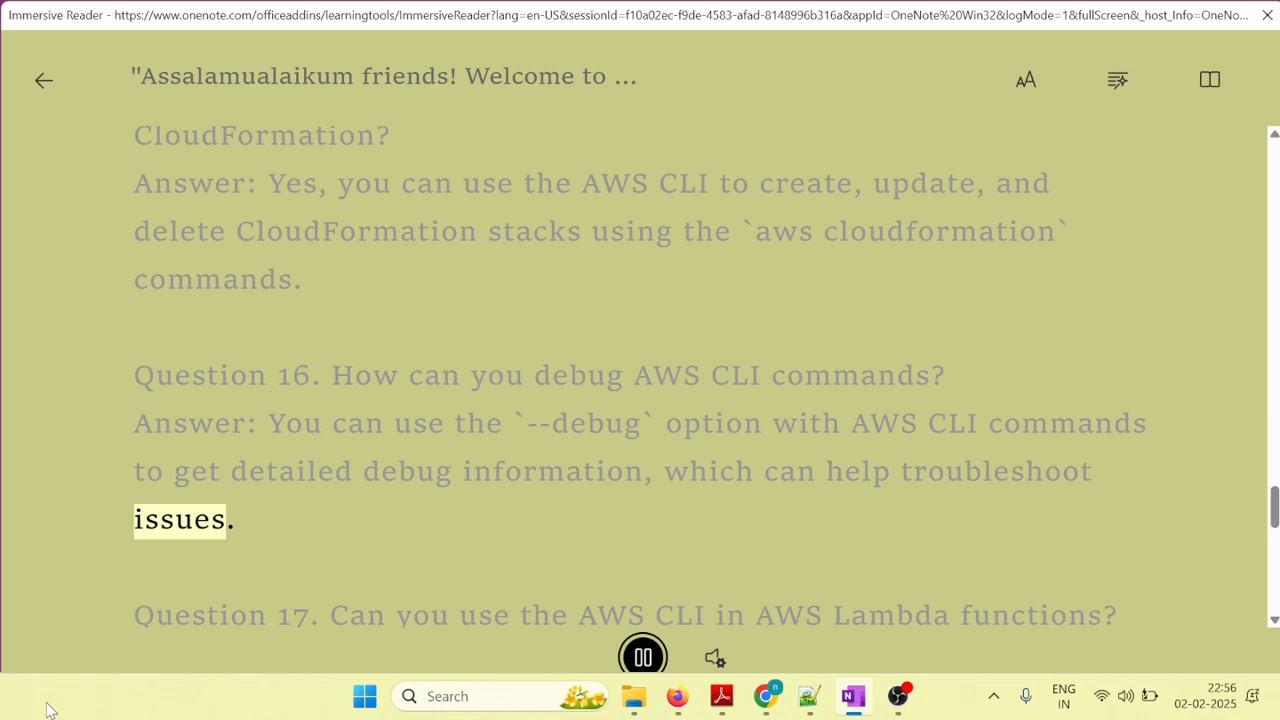 Immersive Reader - https://www.onenote.com/officeaddins/learningtools/ImmersiveReader?lang=en-US&sessionId=f10a02ec-f9de-4583-afad-8148996b316a&appId=OneNote%20Win32&logMode=1&fullScreen&_host_Info=OneNo...
"Assalamualaikum friends! Welcome to ...
CloudFormation?
Answer: Yes, you can use the AWS CLI to create, update, and
delete CloudFormation stacks using the `aws cloudformation`
commands.
Question 16. How can you debug AWS CLI commands?
Answer: You can use the `--debug` option with AWS CLI commands
to get detailed debug information, which can help troubleshoot
issues.
Question 17. Can you use the AWS CLI in AWS Lambda functions?
Search
ENG
IN
22:56
02-02-2025